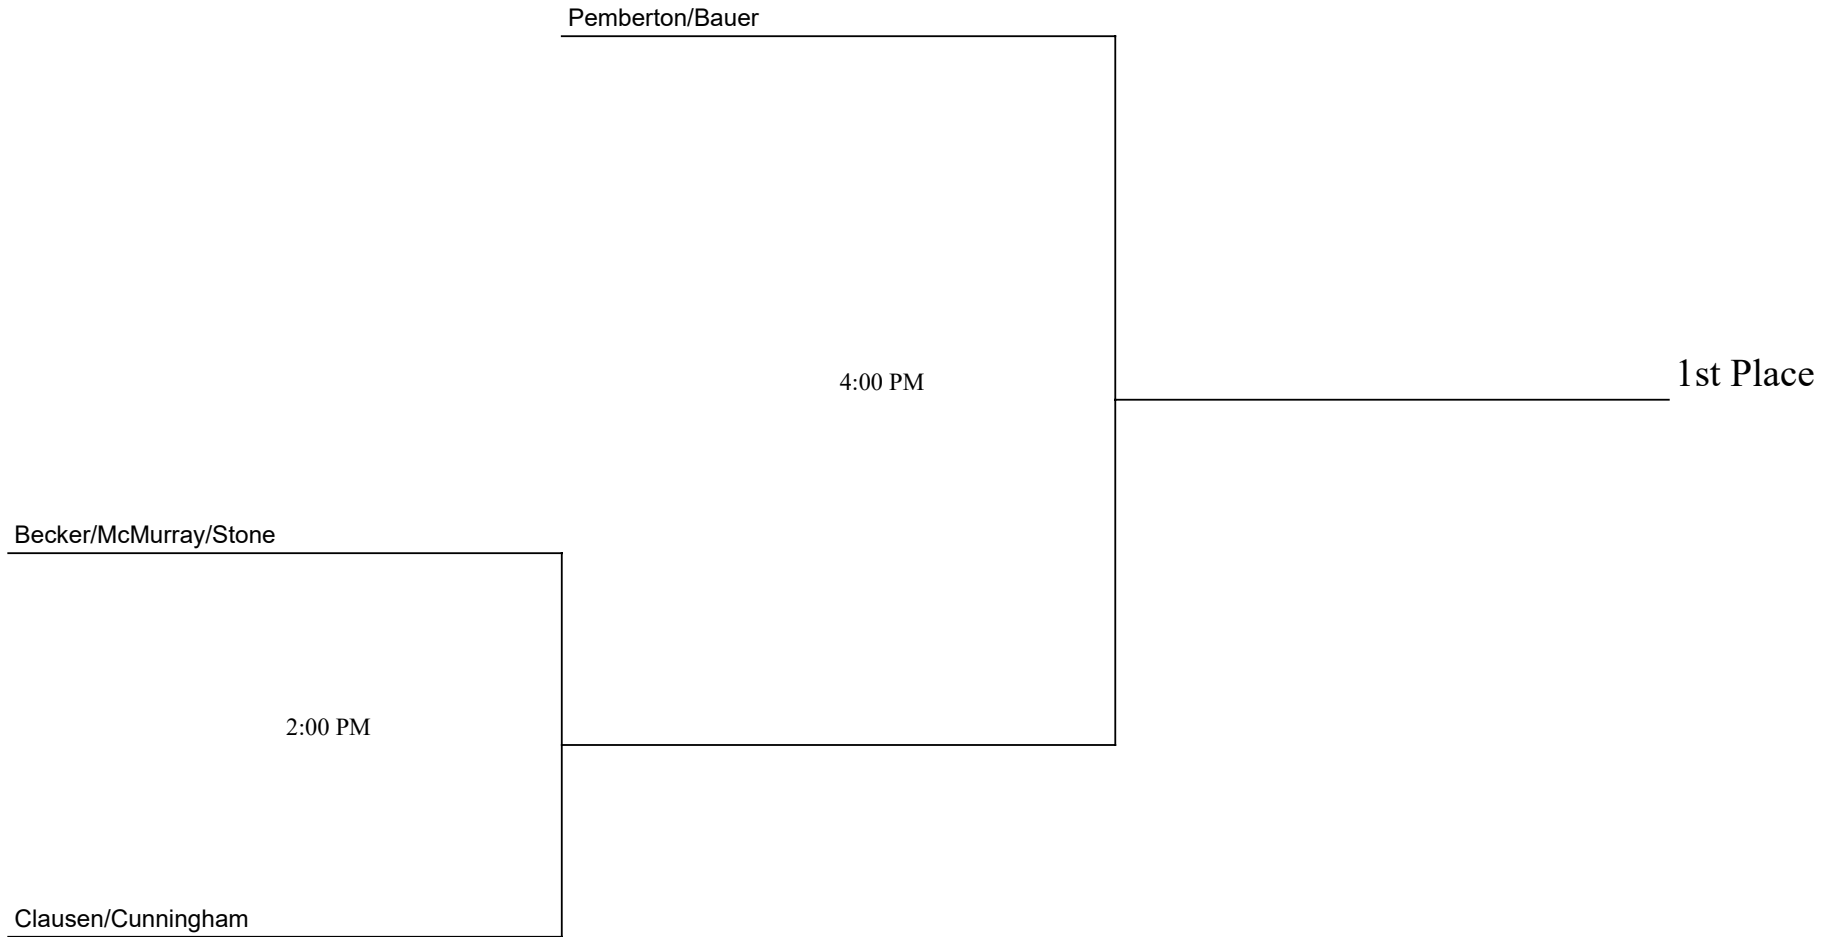 Pemberton/Bauer
4:00 PM
1st Place
Becker/McMurray/Stone
2:00 PM
Clausen/Cunningham